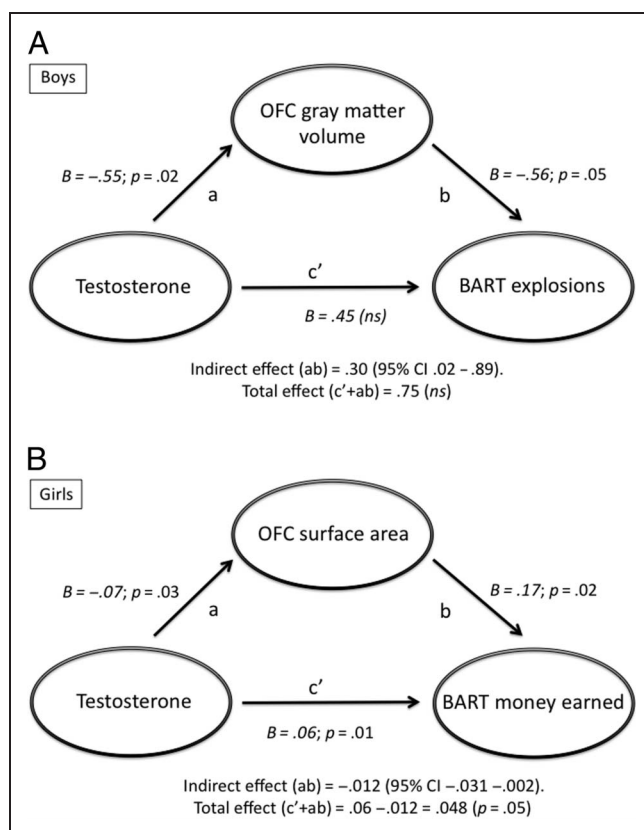 A
Boys
OFC gray matter
volume
B = –.55; p = .02
a
b
B = –.56; p = .05
Testosterone
c’
BART explosions
B = .45 (ns)
Indirect effect (ab) = .30 (95% CI .02 – .89).
Total effect (c’+ab) = .75 (ns)
B
Girls
OFC surface area
B = –.07; p = .03
a
b
B = .17; p = .02
Testosterone
c’
BART money earned
B = .06; p = .01
Indirect effect (ab) = –.012 (95% CI –.031 –.002).
Total effect (c’+ab) = .06 –.012 = .048 (p = .05)